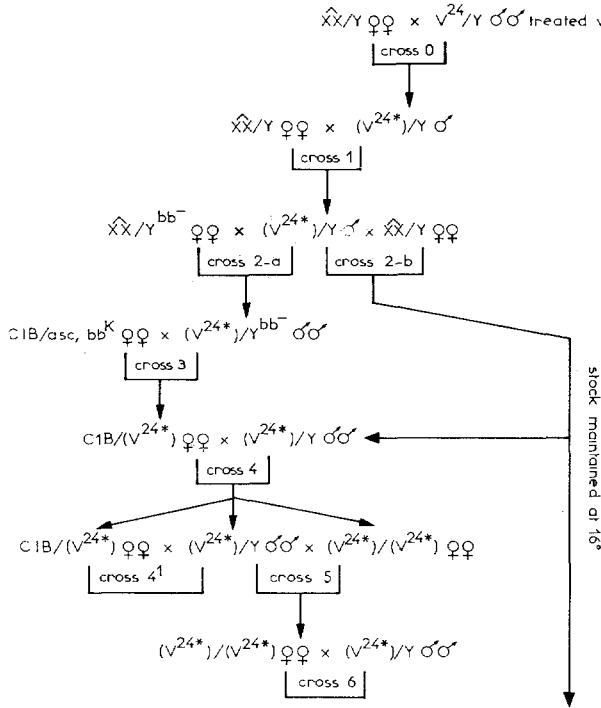 X͡X/Y ♀♀ × V²⁴/Y ♂♂ treated
cross 0
X͡X/Y ♀♀ × (V²⁴*)/Y ♂
cross 1
X͡X/Y^bb⁻ ♀♀ × (V²⁴*)/Y ♂ × X͡X/Y ♀♀
cross 2-a
cross 2-b
ClB/asc, bb^K ♀♀ × (V²⁴*)/Y^bb⁻ ♂♂
cross 3
C1B/(V²⁴*) ♀♀ × (V²⁴*)/Y ♂♂
cross 4
C1B/(V²⁴*) ♀♀ × (V²⁴*)/Y ♂♂ × (V²⁴*)/(V²⁴*) ♀♀
cross 4¹
cross 5
(V²⁴*)/(V²⁴*) ♀♀ × (V²⁴*)/Y ♂♂
cross 6
stock maintained at 16°